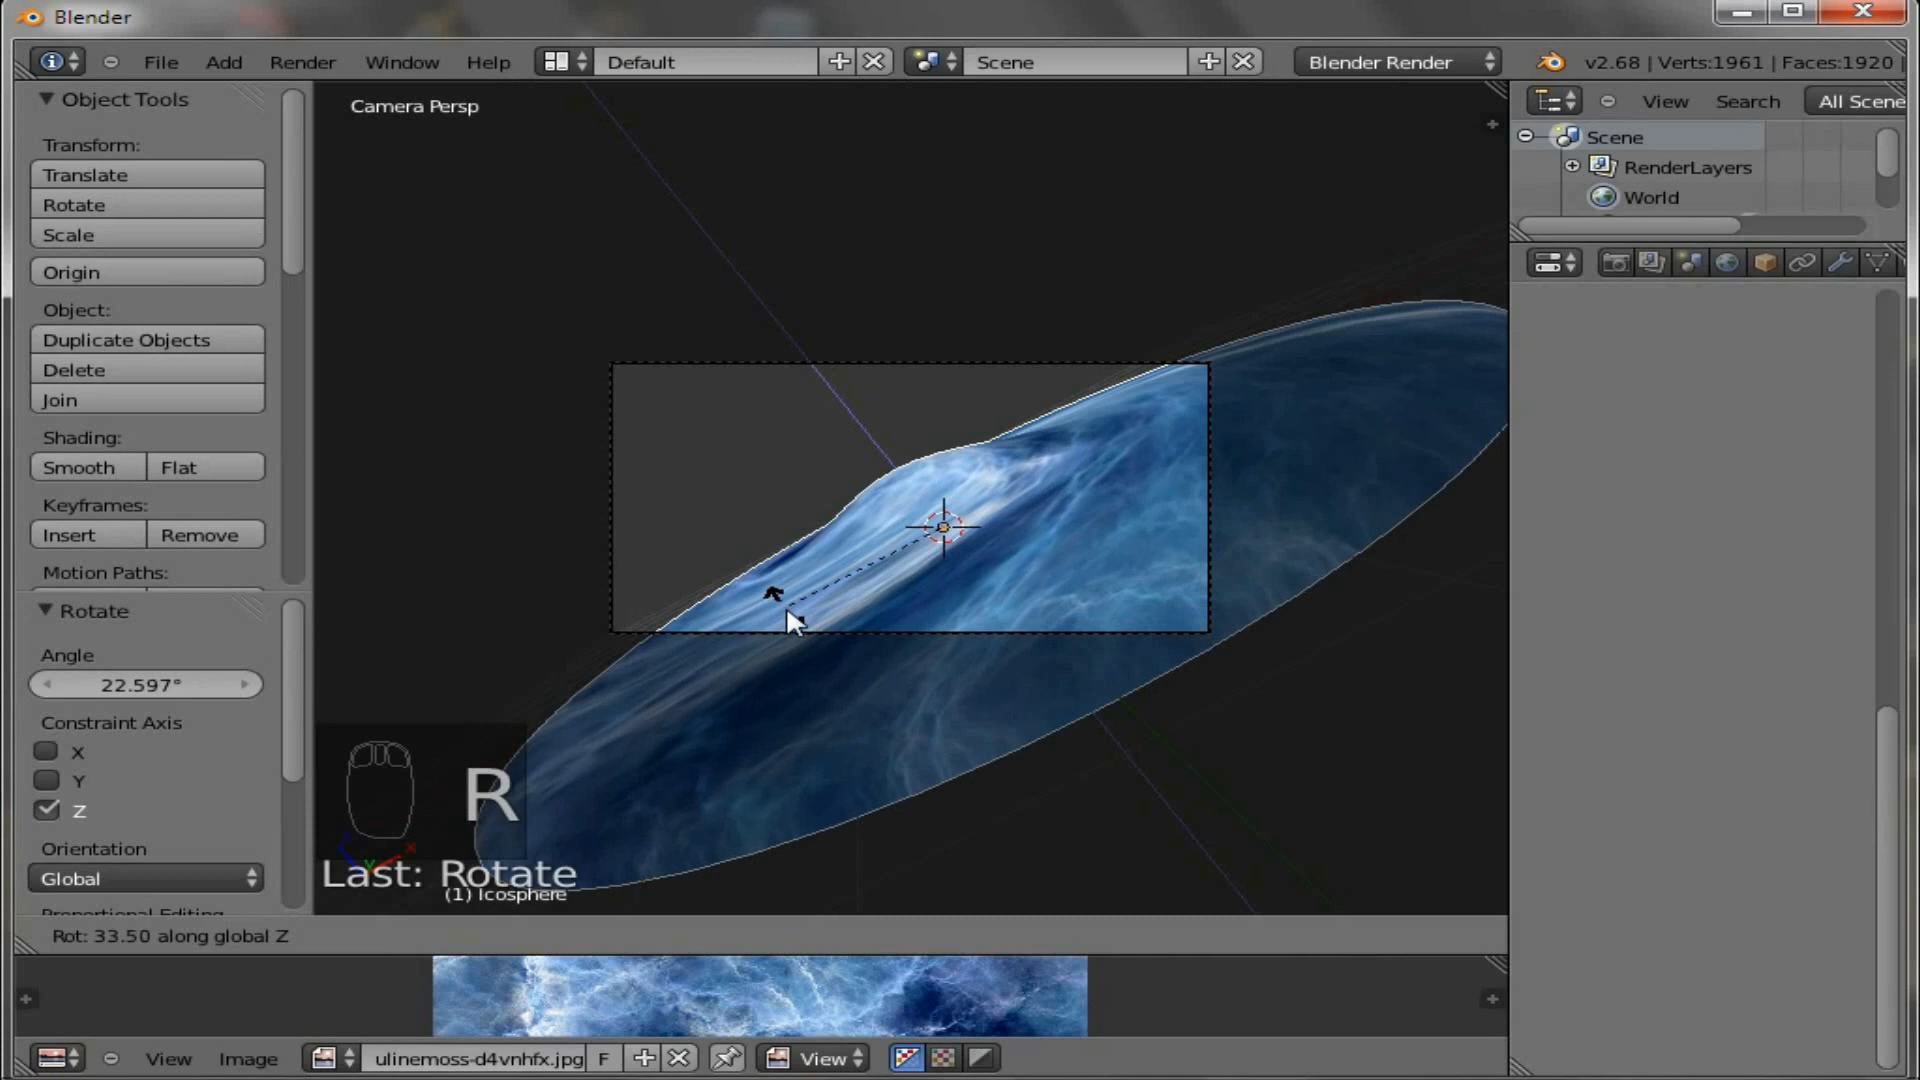 Blender
File Add Render Window Help Default Scene Blender Render v2.68 | Verts:1961 | Faces:1920 |
Object Tools
Camera Persp
View Search All Scene
Transform:
Scene
Translate
RenderLayers
Rotate
World
Scale
Origin
Object:
Duplicate Objects
Delete
Join
Shading:
Smooth Flat
Keyframes:
Insert Remove
Motion Paths:
Rotate
Angle
22.597°
Constraint Axis
X
Y
Z
R
Orientation
Global
Last: Rotate
(1) Icosphere
Proportional Editing
Rot: 33.50 along global Z
View Image ulinemoss-d4vnhfx.jpg F View